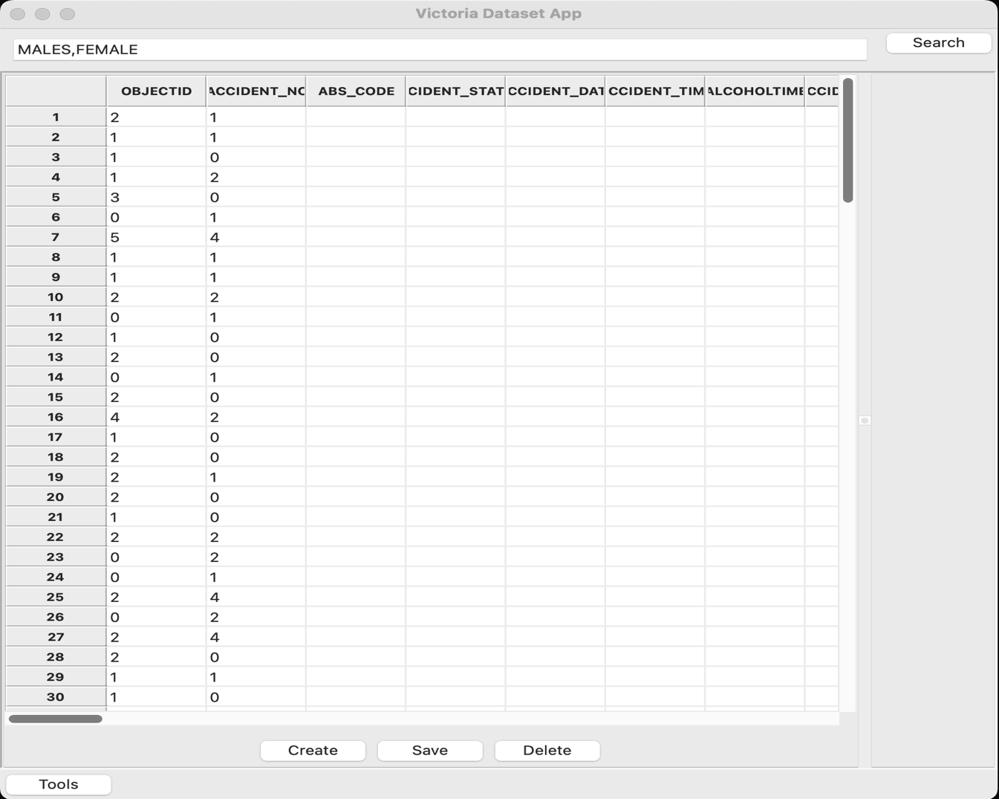 Victoria Dataset App
MALES,FEMALE Search
OBJECTID ACCIDENT_NO ABS_CODE CIDENT_STAT CCIDENT_DAT CCIDENT_TIM ALCOHOLTIME CCID
1 2 1
2 1 1
3 1 0
4 1 2
5 3 0
6 0 1
7 5 4
8 1 1
9 1 1
10 2 2
11 0 1
12 1 0
13 2 0
14 0 1
15 2 0
16 4 2
17 1 0
18 2 0
19 2 1
20 2 0
21 1 0
22 2 2
23 0 2
24 0 1
25 2 4
26 0 2
27 2 4
28 2 0
29 1 1
30 1 0
Create Save Delete
Tools